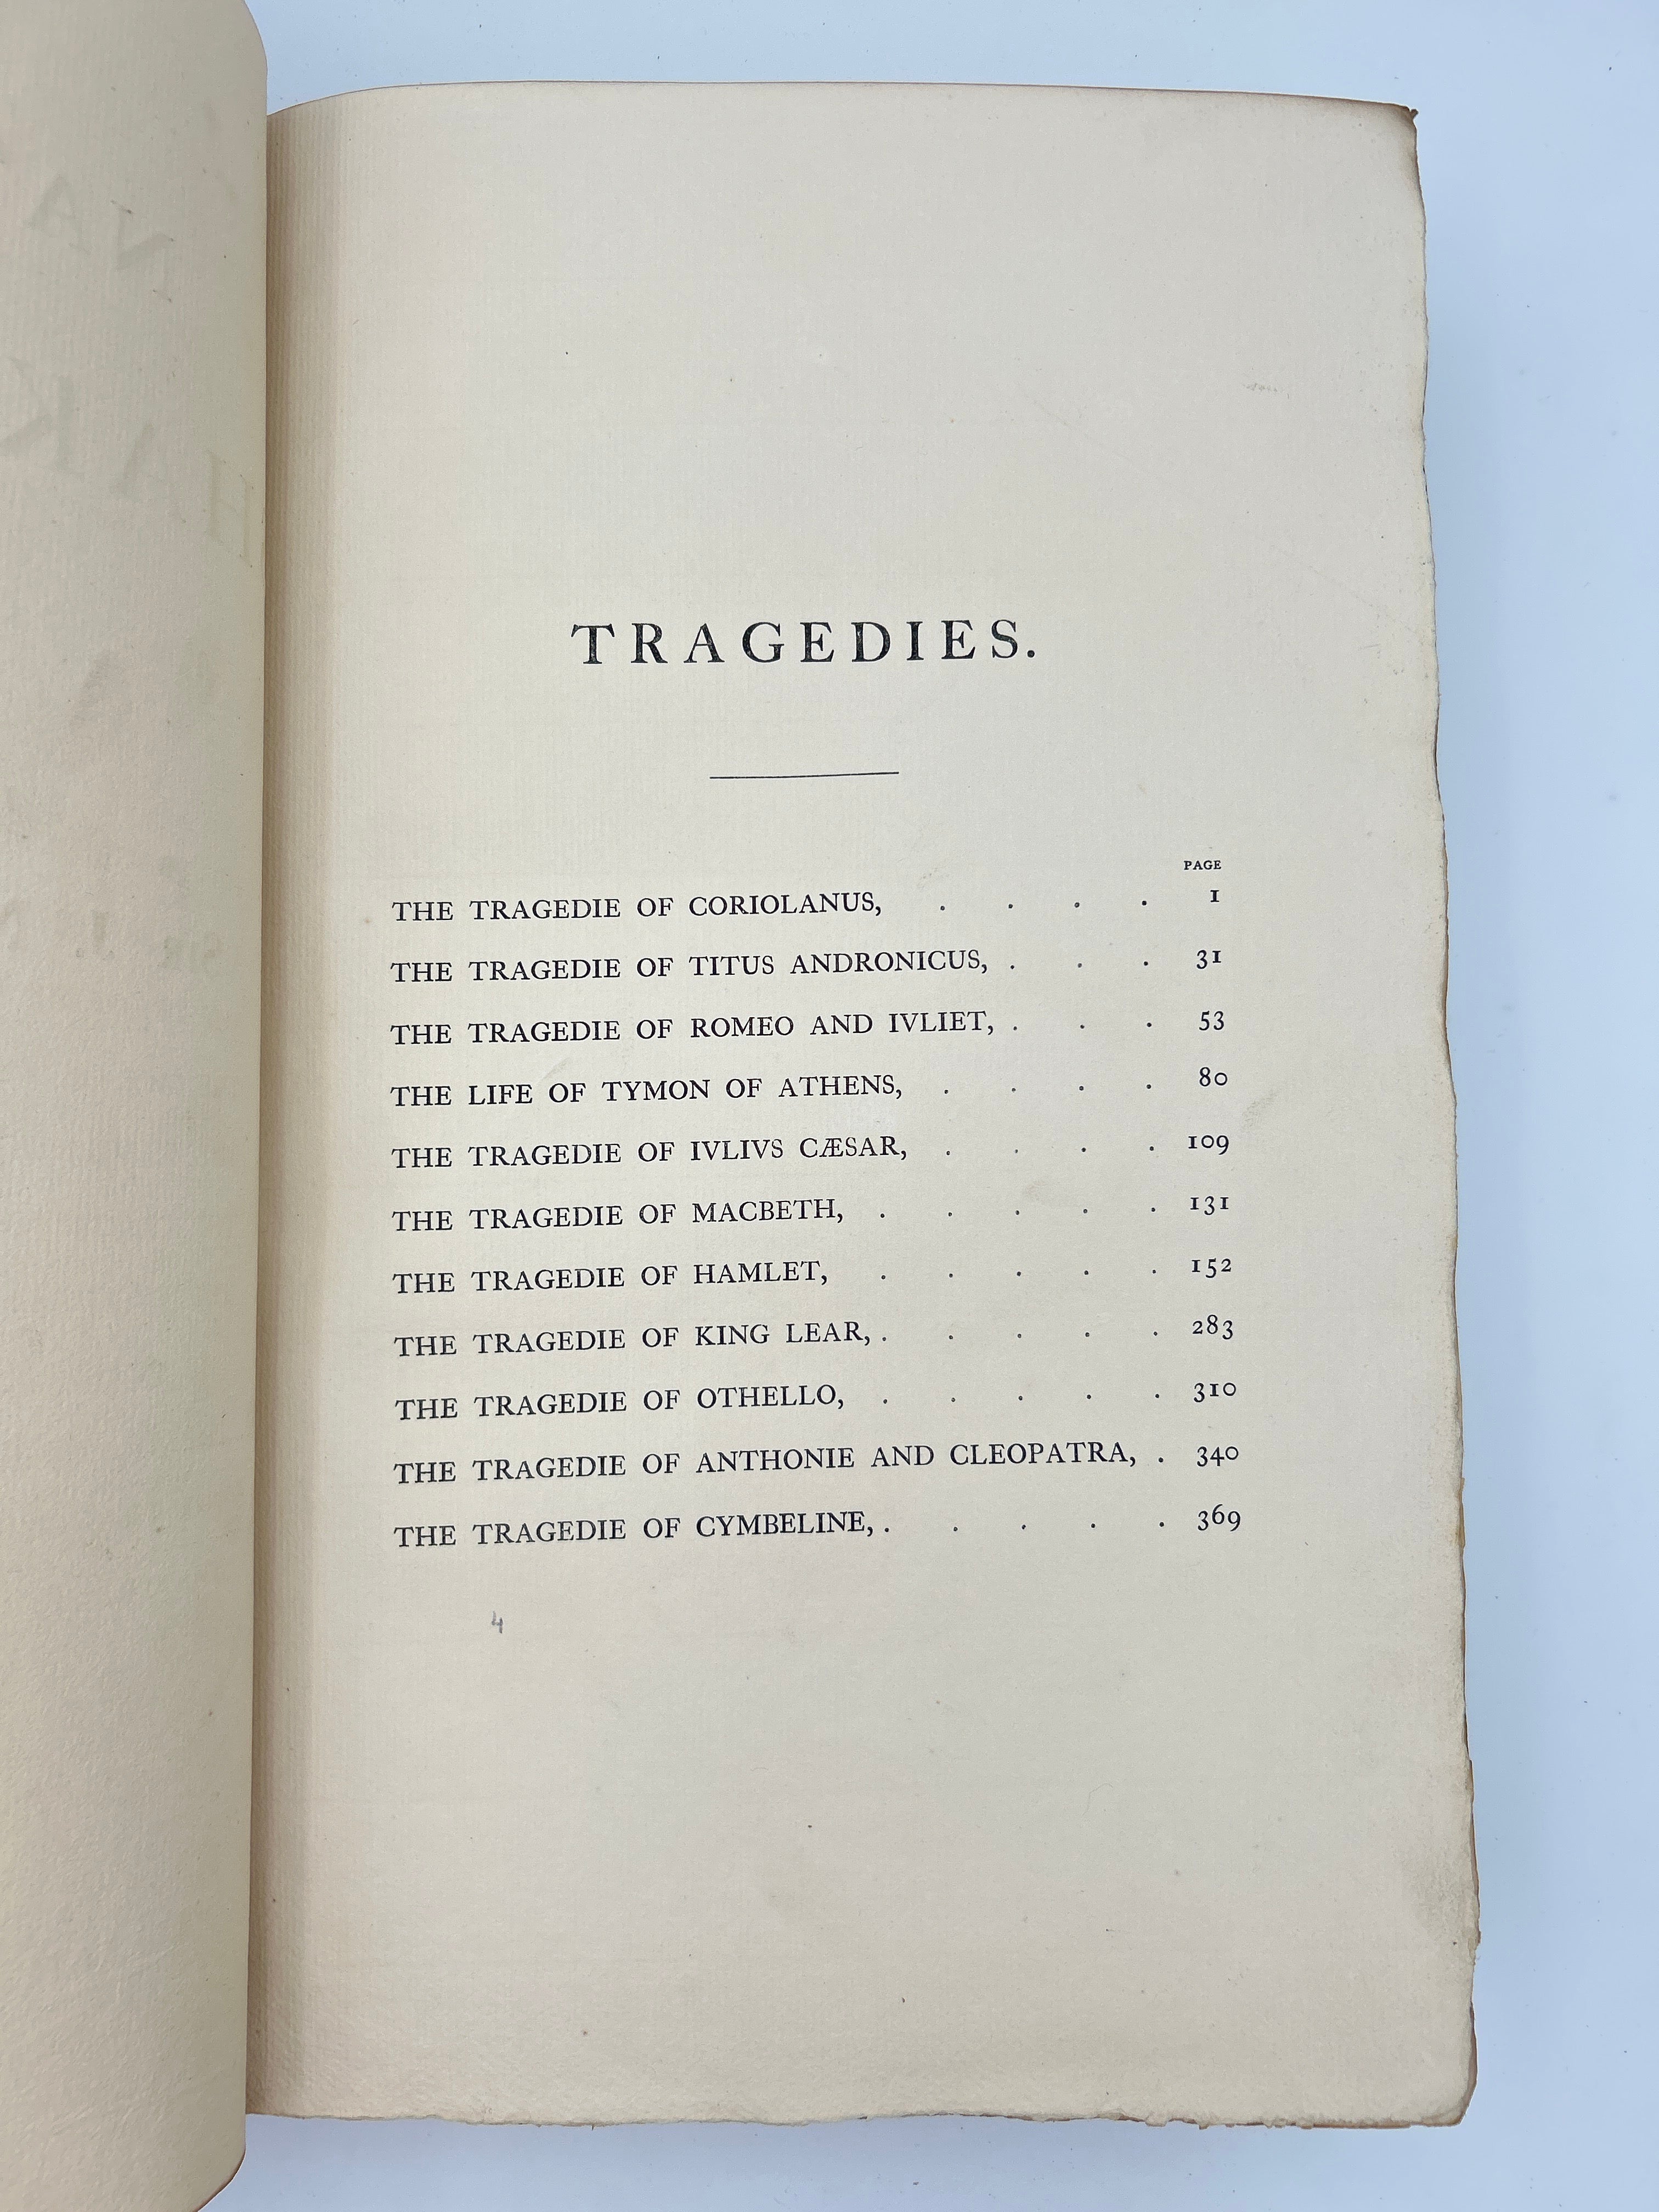 TRAGEDIES.
PAGE
THE TRAGEDIE OF CORIOLANUS, . . . . 1
THE TRAGEDIE OF TITUS ANDRONICUS, . . . 31
THE TRAGEDIE OF ROMEO AND IVLIET, . . . 53
THE LIFE OF TYMON OF ATHENS, . . . . 80
THE TRAGEDIE OF IVLIVS CÆSAR, . . . . 109
THE TRAGEDIE OF MACBETH, . . . . . 131
THE TRAGEDIE OF HAMLET, . . . . . 152
THE TRAGEDIE OF KING LEAR, . . . . . 283
THE TRAGEDIE OF OTHELLO, . . . . . 310
THE TRAGEDIE OF ANTHONIE AND CLEOPATRA, . 340
THE TRAGEDIE OF CYMBELINE, . . . . . 369
4